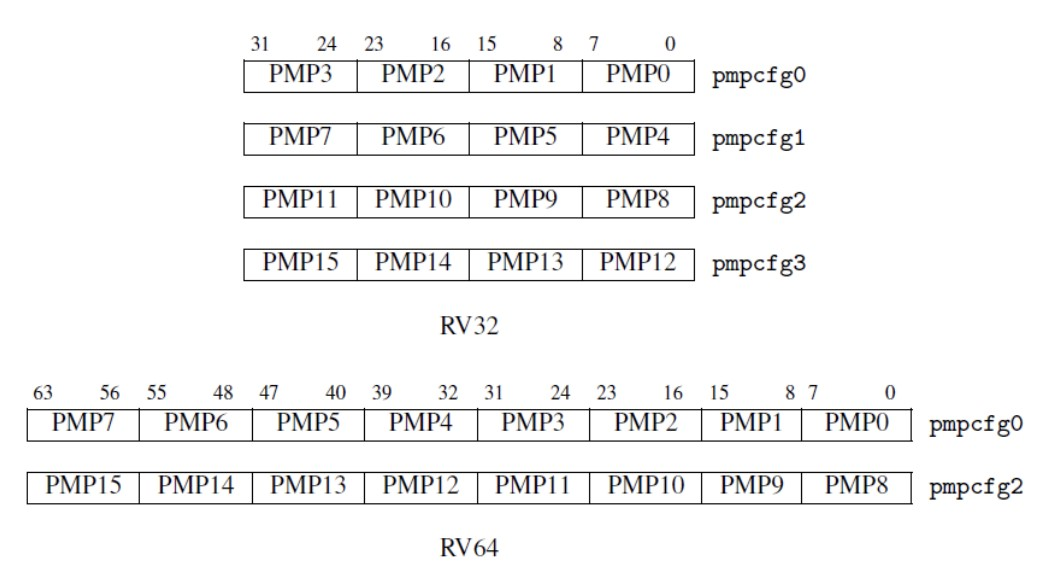 31 24 23 16 15 8 7 0
PMP3 PMP2 PMP1 PMP0 pmpcfg0
PMP7 PMP6 PMP5 PMP4 pmpcfg1
PMP11 PMP10 PMP9 PMP8 pmpcfg2
PMP15 PMP14 PMP13 PMP12 pmpcfg3
RV32
63 56 55 48 47 40 39 32 31 24 23 16 15 8 7 0
PMP7 PMP6 PMP5 PMP4 PMP3 PMP2 PMP1 PMP0 pmpcfg0
PMP15 PMP14 PMP13 PMP12 PMP11 PMP10 PMP9 PMP8 pmpcfg2
RV64